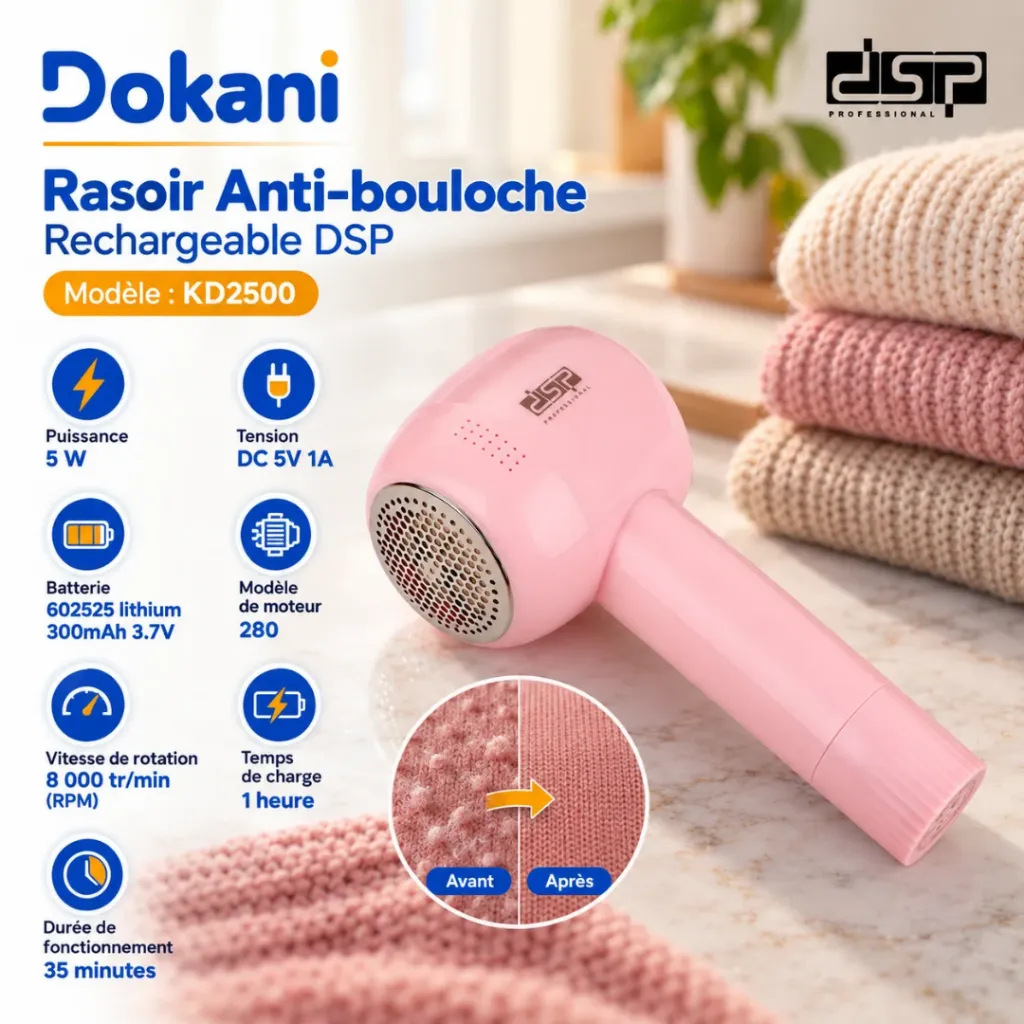 Dokani
dsp
PROFESSIONAL
Rasoir Anti-bouloche
Rechargeable DSP
Modèle : KD2500
Puissance
5 W
Tension
DC 5V 1A
Batterie
602525 lithium
300mAh 3.7V
Modèle
de moteur
280
Vitesse de rotation
8 000 tr/min
(RPM)
Temps
de charge
1 heure
Durée de
fonctionnement
35 minutes
dsp
PROFESSIONAL
Avant
Après